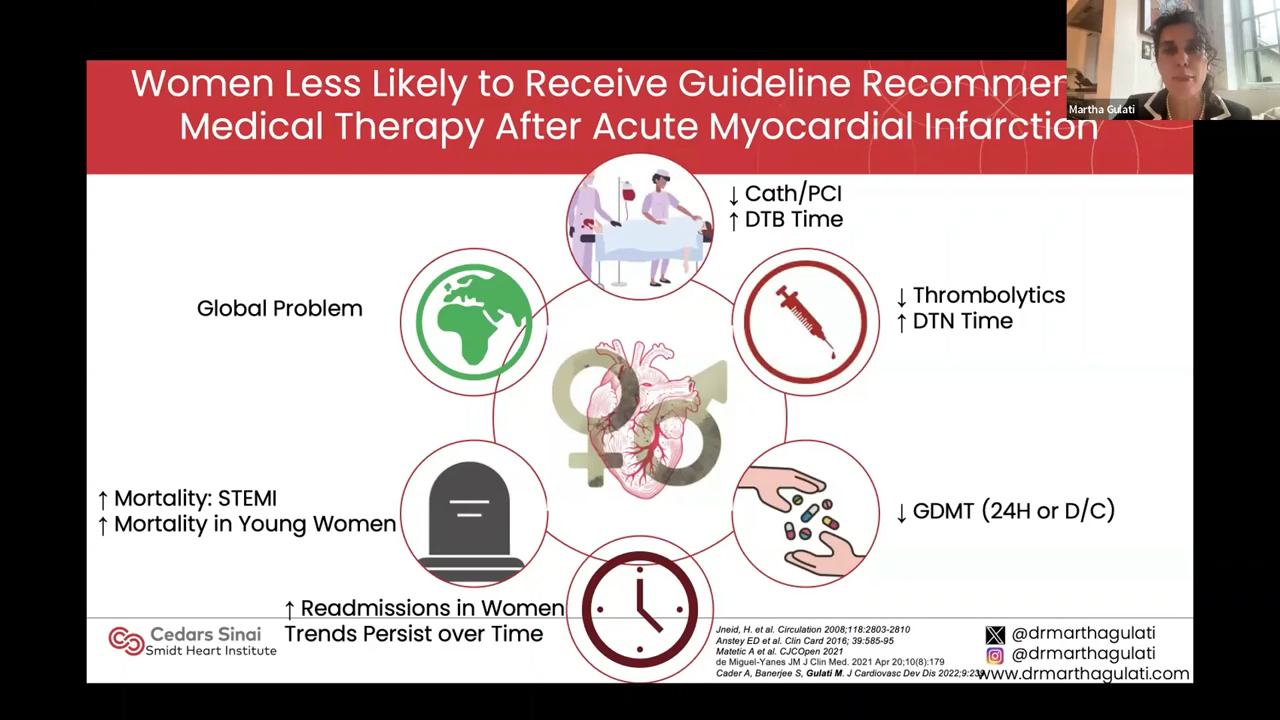 Women Less Likely to Receive Guideline Recommen
Medical Therapy After Acute Myocardial Infarction
Martha Gulati
↓ Cath/PCI
↑ DTB Time
Global Problem
↓ Thrombolytics
↑ DTN Time
↑ Mortality: STEMI
↑ Mortality in Young Women
↓ GDMT (24H or D/C)
↑ Readmissions in Women
Trends Persist over Time
Cedars Sinai
Smidt Heart Institute
Jneid, H. et al. Circulation 2008;118:2803-2810
Anstey ED et al. Clin Card 2016; 39:585-95
Matetic A et al. CJCOpen 2021
de Miguel-Yanes JM J Clin Med. 2021 Apr 20;10(8):179
Cader A, Banerjee S, Gulati M. J Cardiovasc Dev Dis 2022;9:23
@drmarthagulati
@drmarthagulati
www.drmarthagulati.com